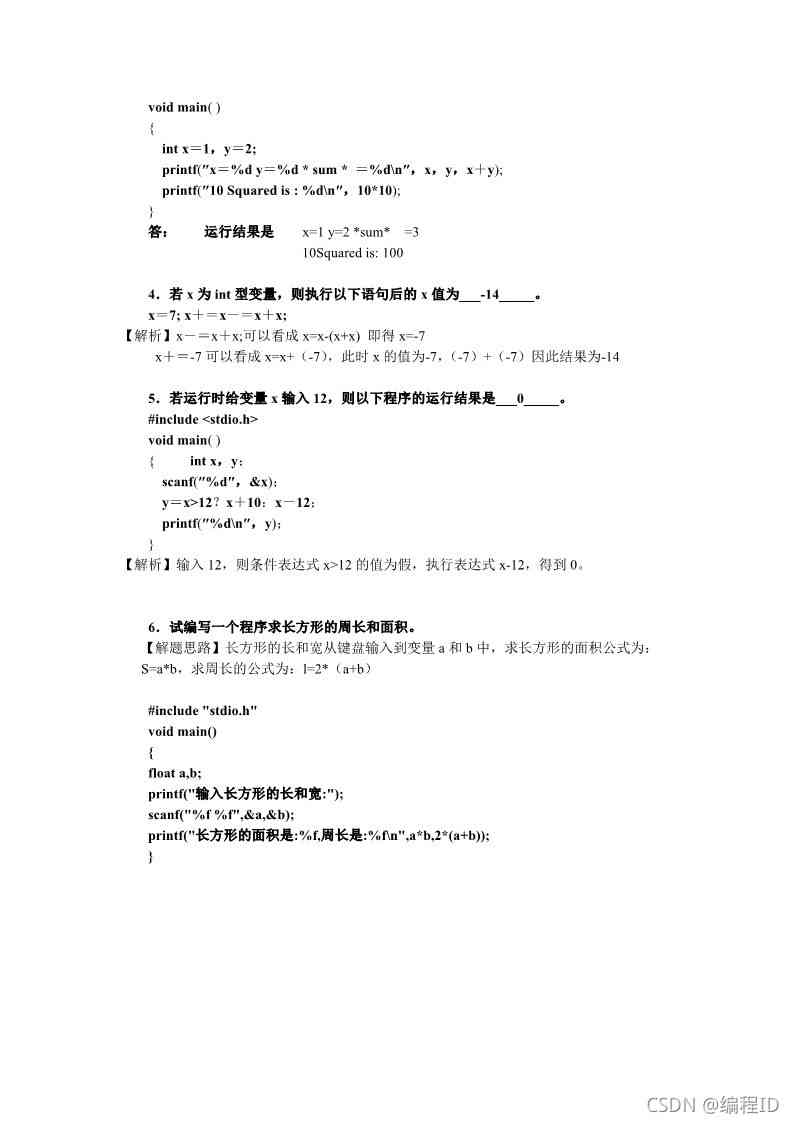 void main( )
{
int x＝1，y＝2;
printf("x＝%d y＝%d * sum * ＝%d\n"，x，y，x＋y);
printf("10 Squared is : %d\n"，10*10);
}
答： 运行结果是 x=1 y=2 *sum* =3
10Squared is: 100
4．若 x 为 int 型变量，则执行以下语句后的 x 值为___-14_____。
x＝7; x＋＝x－＝x＋x;
【解析】x－＝x＋x;可以看成 x=x-(x+x) 即得 x=-7
x＋＝-7 可以看成 x=x+（-7），此时 x 的值为-7，（-7）+（-7）因此结果为-14
5．若运行时给变量 x 输入 12，则以下程序的运行结果是___0_____。
#include <stdio.h>
void main( )
{ int x，y；
scanf("%d"，&x)；
y＝x>12？x＋10：x－12；
printf("%d\n"，y)；
}
【解析】输入 12，则条件表达式 x>12 的值为假，执行表达式 x-12，得到 0。
6．试编写一个程序求长方形的周长和面积。
【解题思路】长方形的长和宽从键盘输入到变量 a 和 b 中，求长方形的面积公式为：
S=a*b，求周长的公式为：l=2*（a+b）
#include "stdio.h"
void main()
{
float a,b;
printf("输入长方形的长和宽:");
scanf("%f %f",&a,&b);
printf("长方形的面积是:%f,周长是:%f\n",a*b,2*(a+b));
}
CSDN @编程ID